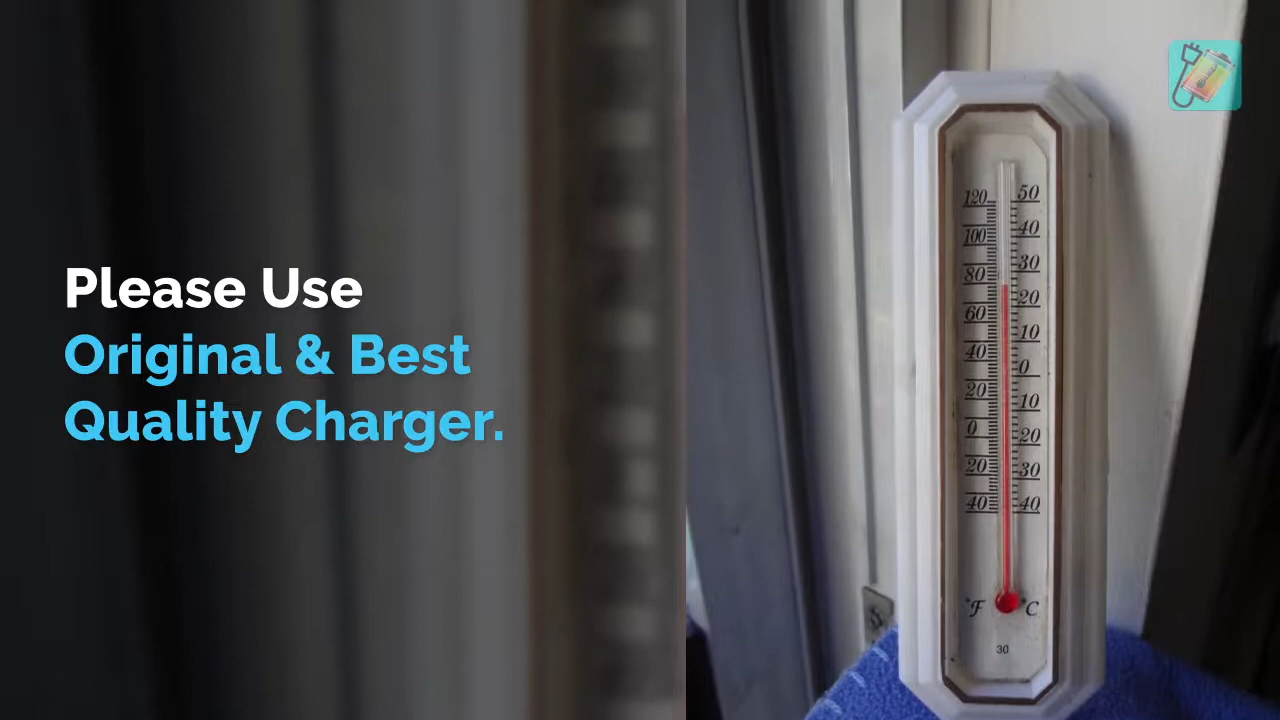 Please Use
Original & Best
Quality Charger.
120 50
100 40
80 30
60 20
40 10
20 0
0 10
20 20
40 30
40
°F °C
30